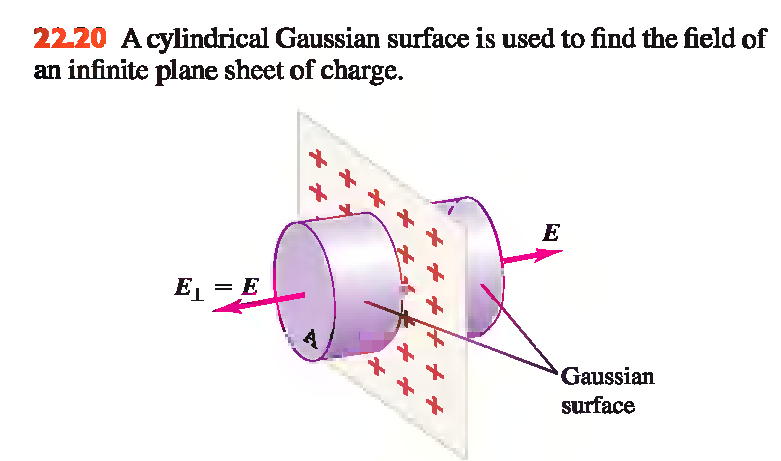 22.20 A cylindrical Gaussian surface is used to find the field of
an infinite plane sheet of charge.
E
E⊥ = E
A
Gaussian
surface